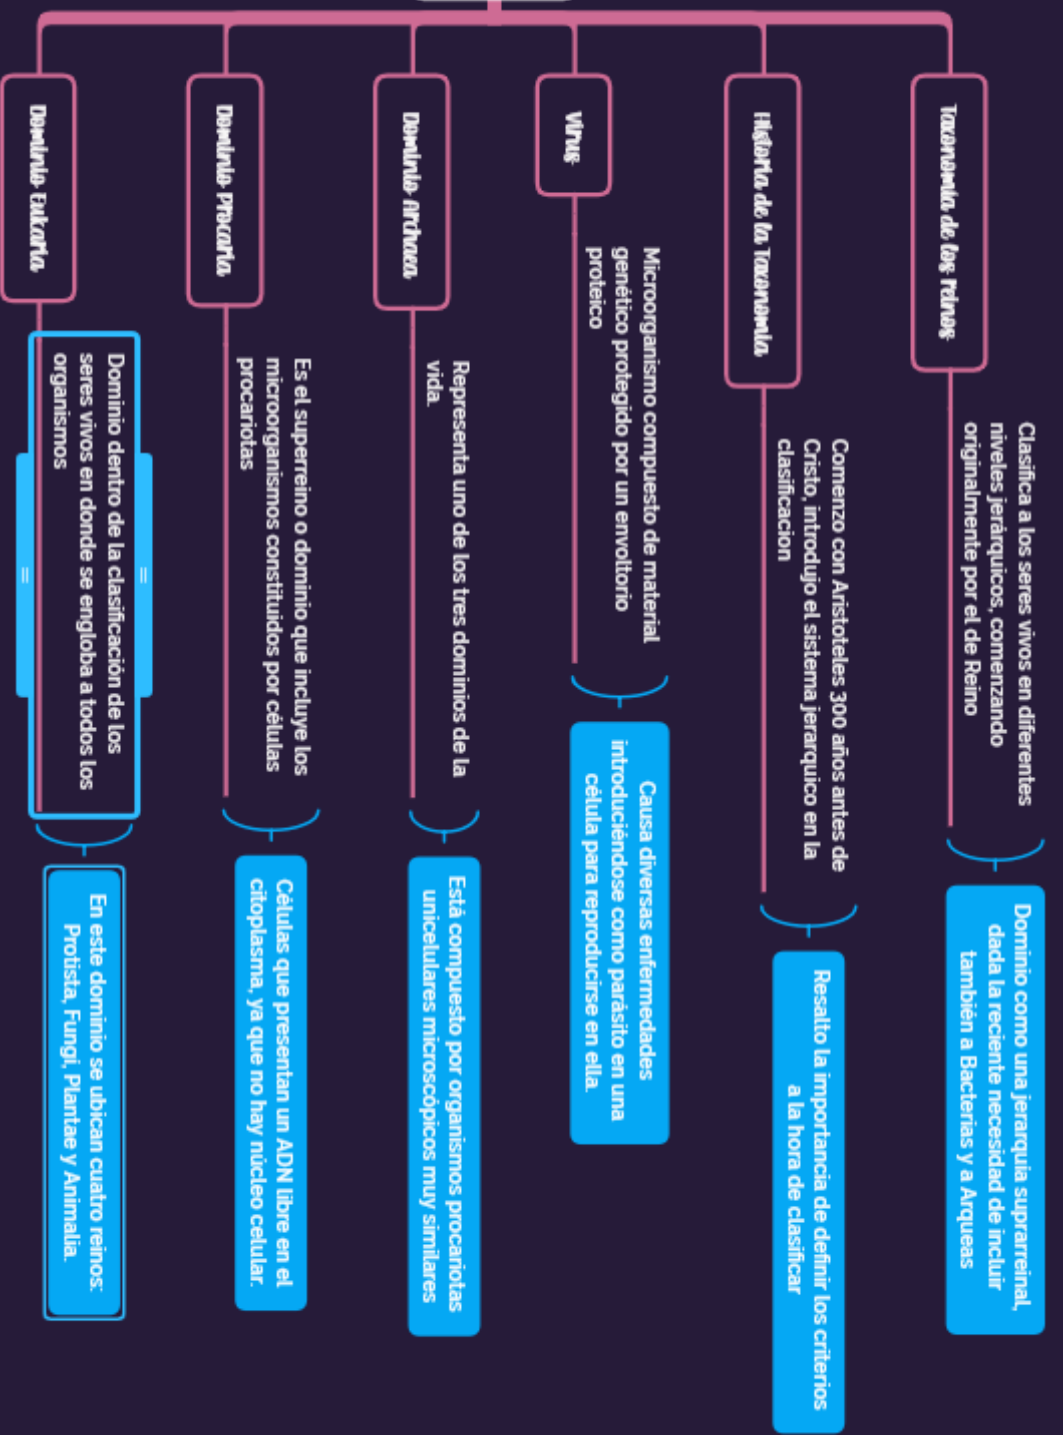 Taxonomía de los reinos
Clasifica a los seres vivos en diferentes
niveles jerárquicos, comenzando
originalmente por el de Reino
Dominio como una jerarquía suprarreinal,
dada la reciente necesidad de incluir
también a Bacterias y a Arqueas
Historia de la Taxonomía
Comenzo con Aristoteles 300 años antes de
Cristo, introdujo el sistema jerarquico en la
clasificacion
Resalto la importancia de definir los criterios
a la hora de clasificar
Virus
Microorganismo compuesto de material
genético protegido por un envoltorio
proteico
Causa diversas enfermedades
introduciéndose como parásito en una
célula para reproducirse en ella.
Dominio Archaea
Representa uno de los tres dominios de la
vida.
Está compuesto por organismos procariotas
unicelulares microscópicos muy similares
Dominio Procaria
Es el superreino o dominio que incluye los
microorganismos constituidos por células
procariotas
Células que presentan un ADN libre en el
citoplasma, ya que no hay núcleo celular.
Dominio Eukaria
Dominio dentro de la clasificación de los
seres vivos en donde se engloba a todos los
organismos
En este dominio se ubican cuatro reinos:
Protista, Fungi, Plantae y Animalia.